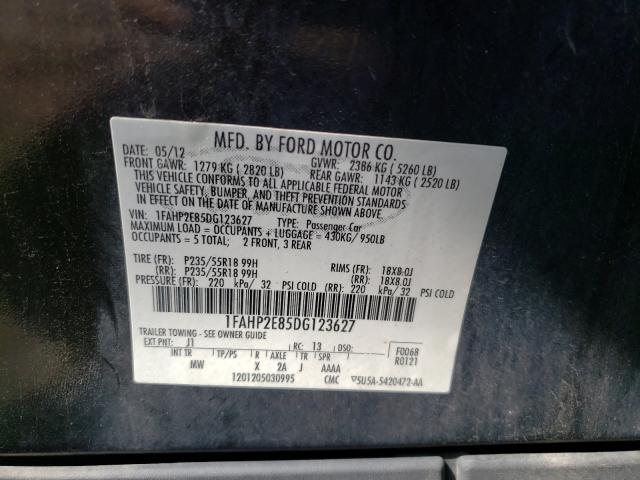 MFD. BY FORD MOTOR CO.
DATE: 05/12 GVWR: 2386 KG ( 5260 LB)
FRONT GAWR: 1279 KG ( 2820 LB) REAR GAWR: 1143 KG ( 2520 LB)
THIS VEHICLE CONFORMS TO ALL APPLICABLE FEDERAL MOTOR
VEHICLE SAFETY, BUMPER, AND THEFT PREVENTION STANDARDS
IN EFFECT ON THE DATE OF MANUFACTURE SHOWN ABOVE.
VIN: 1FAHP2E85DG123627 TYPE: Passenger Car
MAXIMUM LOAD = OCCUPANTS + LUGGAGE = 430KG/ 950LB
OCCUPANTS = 5 TOTAL; 2 FRONT, 3 REAR
TIRE (FR): P235/55R18 99H RIMS (FR): 18X8.0J
(RR): P235/55R18 99H (RR): 18X8.0J
PRESSURE (FR): 220 kPa/ 32 PSI COLD (RR): 220 kPa/ 32 PSI COLD
1FAHP2E85DG123627
TRAILER TOWING - SEE OWNER GUIDE
EXT PNT: J1 RC: 13 DSO: F0068
R0121
INT TR TP/PS R AXLE TR SPR
MW X 2A J AAAA
1201205030995 CMC ▽5U5A-5420472-AA